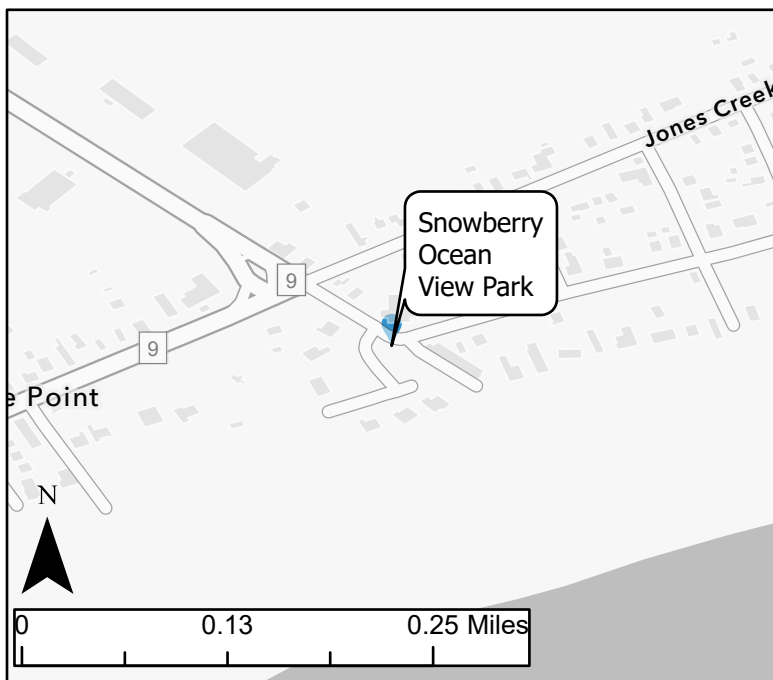 Jones Creek
Snowberry
Ocean
View Park
9
9
e Point
N
0 0.13 0.25 Miles